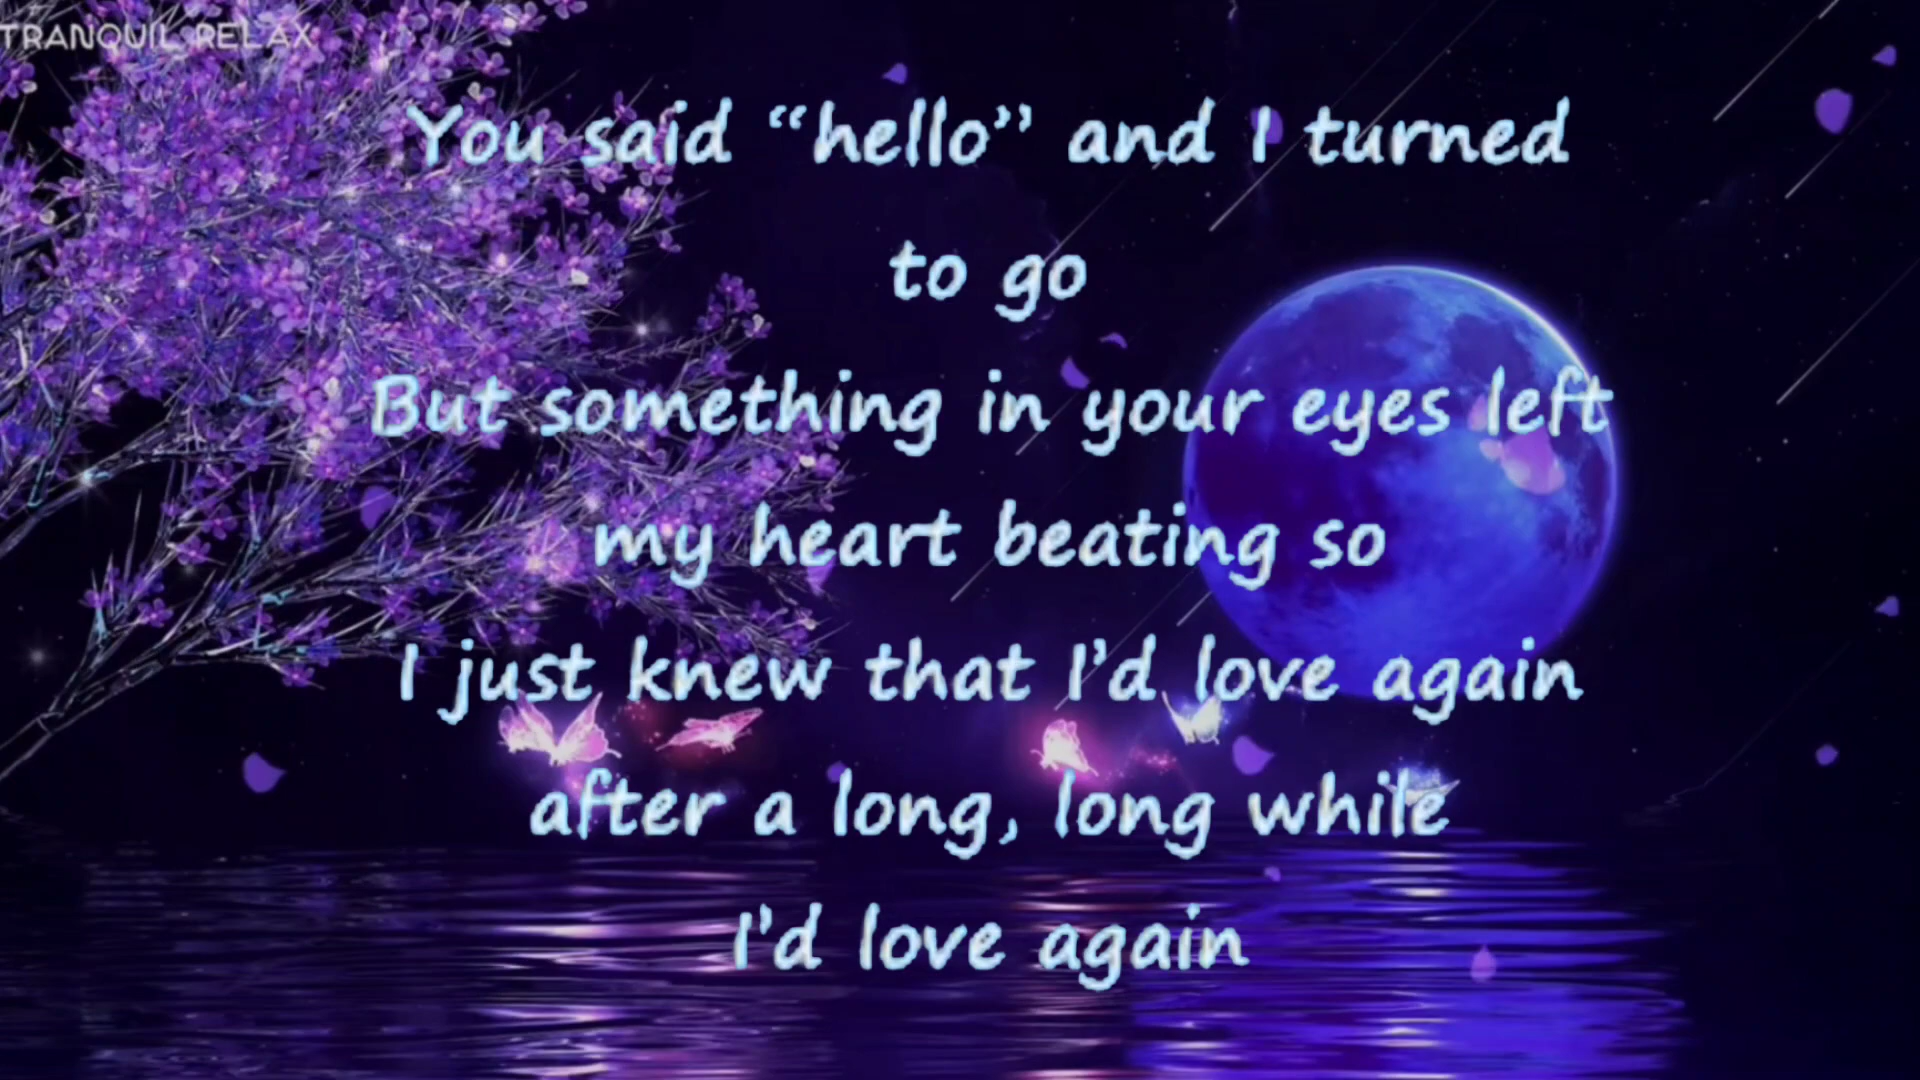 TRANQUIL RELAX
You said “hello” and I turned
to go
But something in your eyes left
my heart beating so
I just knew that I’d love again
after a long, long while
I'd love again